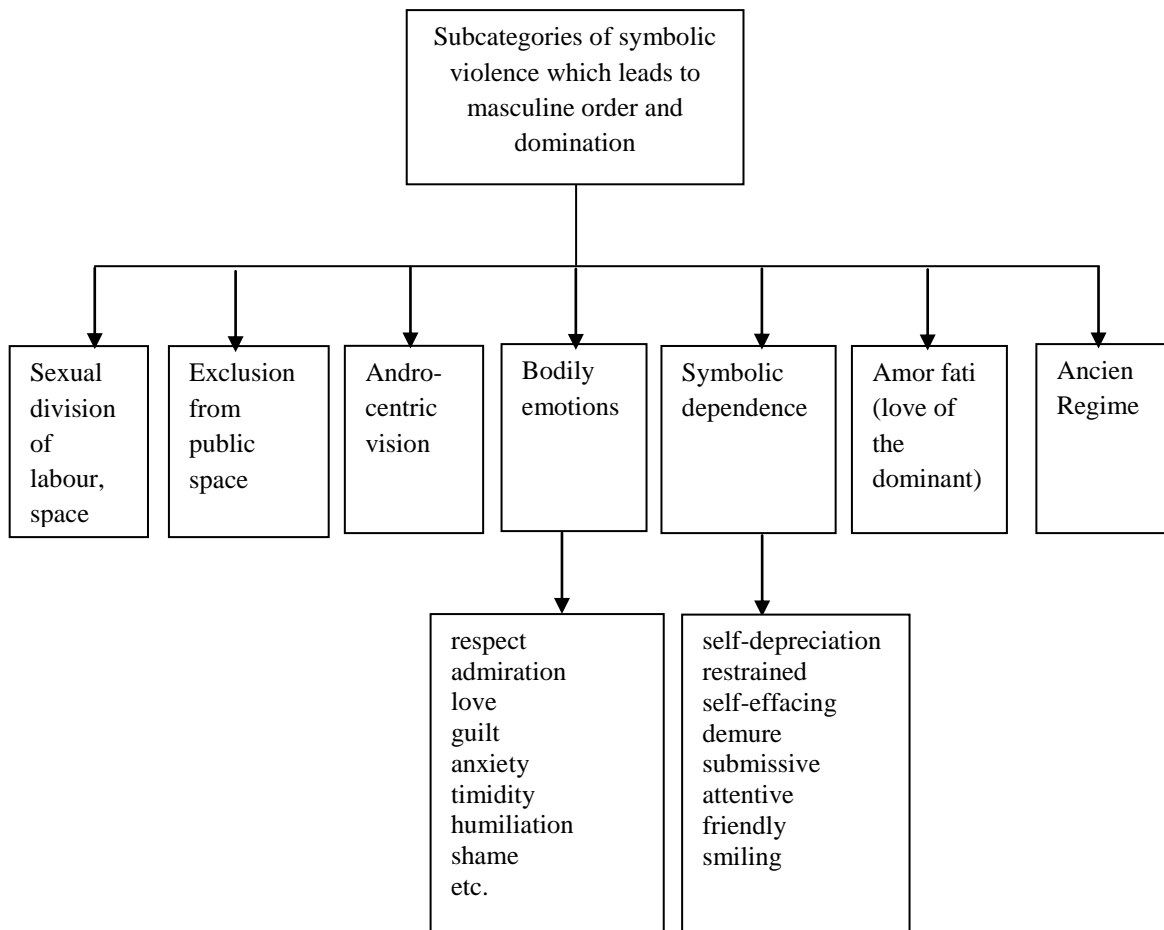 Subcategories of symbolic
violence which leads to
masculine order and
domination
Sexual
division
of
labour,
space
Exclusion
from
public
space
Andro-
centric
vision
Bodily
emotions
Symbolic
dependence
Amor fati
(love of
the
dominant)
Ancien
Regime
respect
admiration
love
guilt
anxiety
timidity
humiliation
shame
etc.
self-depreciation
restrained
self-effacing
demure
submissive
attentive
friendly
smiling